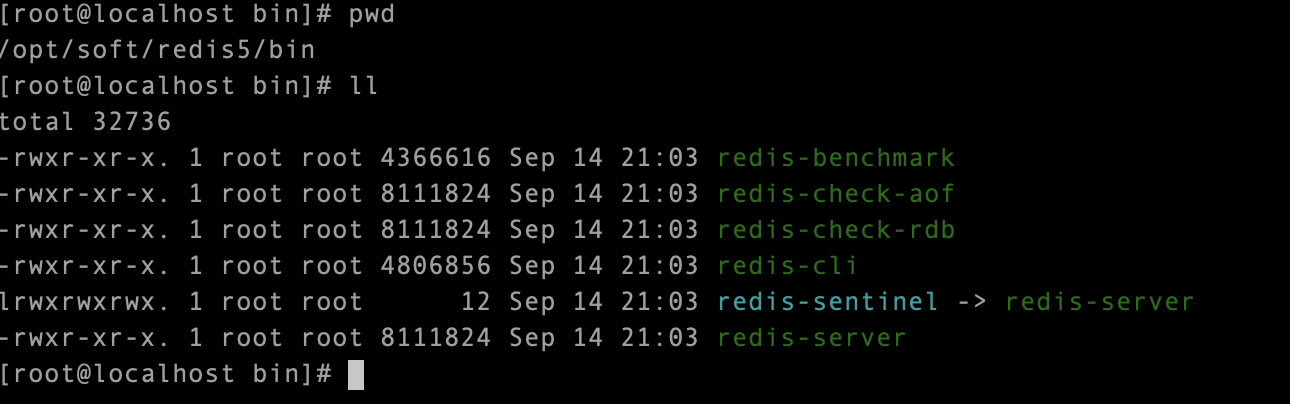 [root@localhost bin]# pwd
/opt/soft/redis5/bin
[root@localhost bin]# ll
total 32736
-rwxr-xr-x. 1 root root 4366616 Sep 14 21:03 redis-benchmark
-rwxr-xr-x. 1 root root 8111824 Sep 14 21:03 redis-check-aof
-rwxr-xr-x. 1 root root 8111824 Sep 14 21:03 redis-check-rdb
-rwxr-xr-x. 1 root root 4806856 Sep 14 21:03 redis-cli
lrwxrwxrwx. 1 root root      12 Sep 14 21:03 redis-sentinel -> redis-server
-rwxr-xr-x. 1 root root 8111824 Sep 14 21:03 redis-server
[root@localhost bin]#